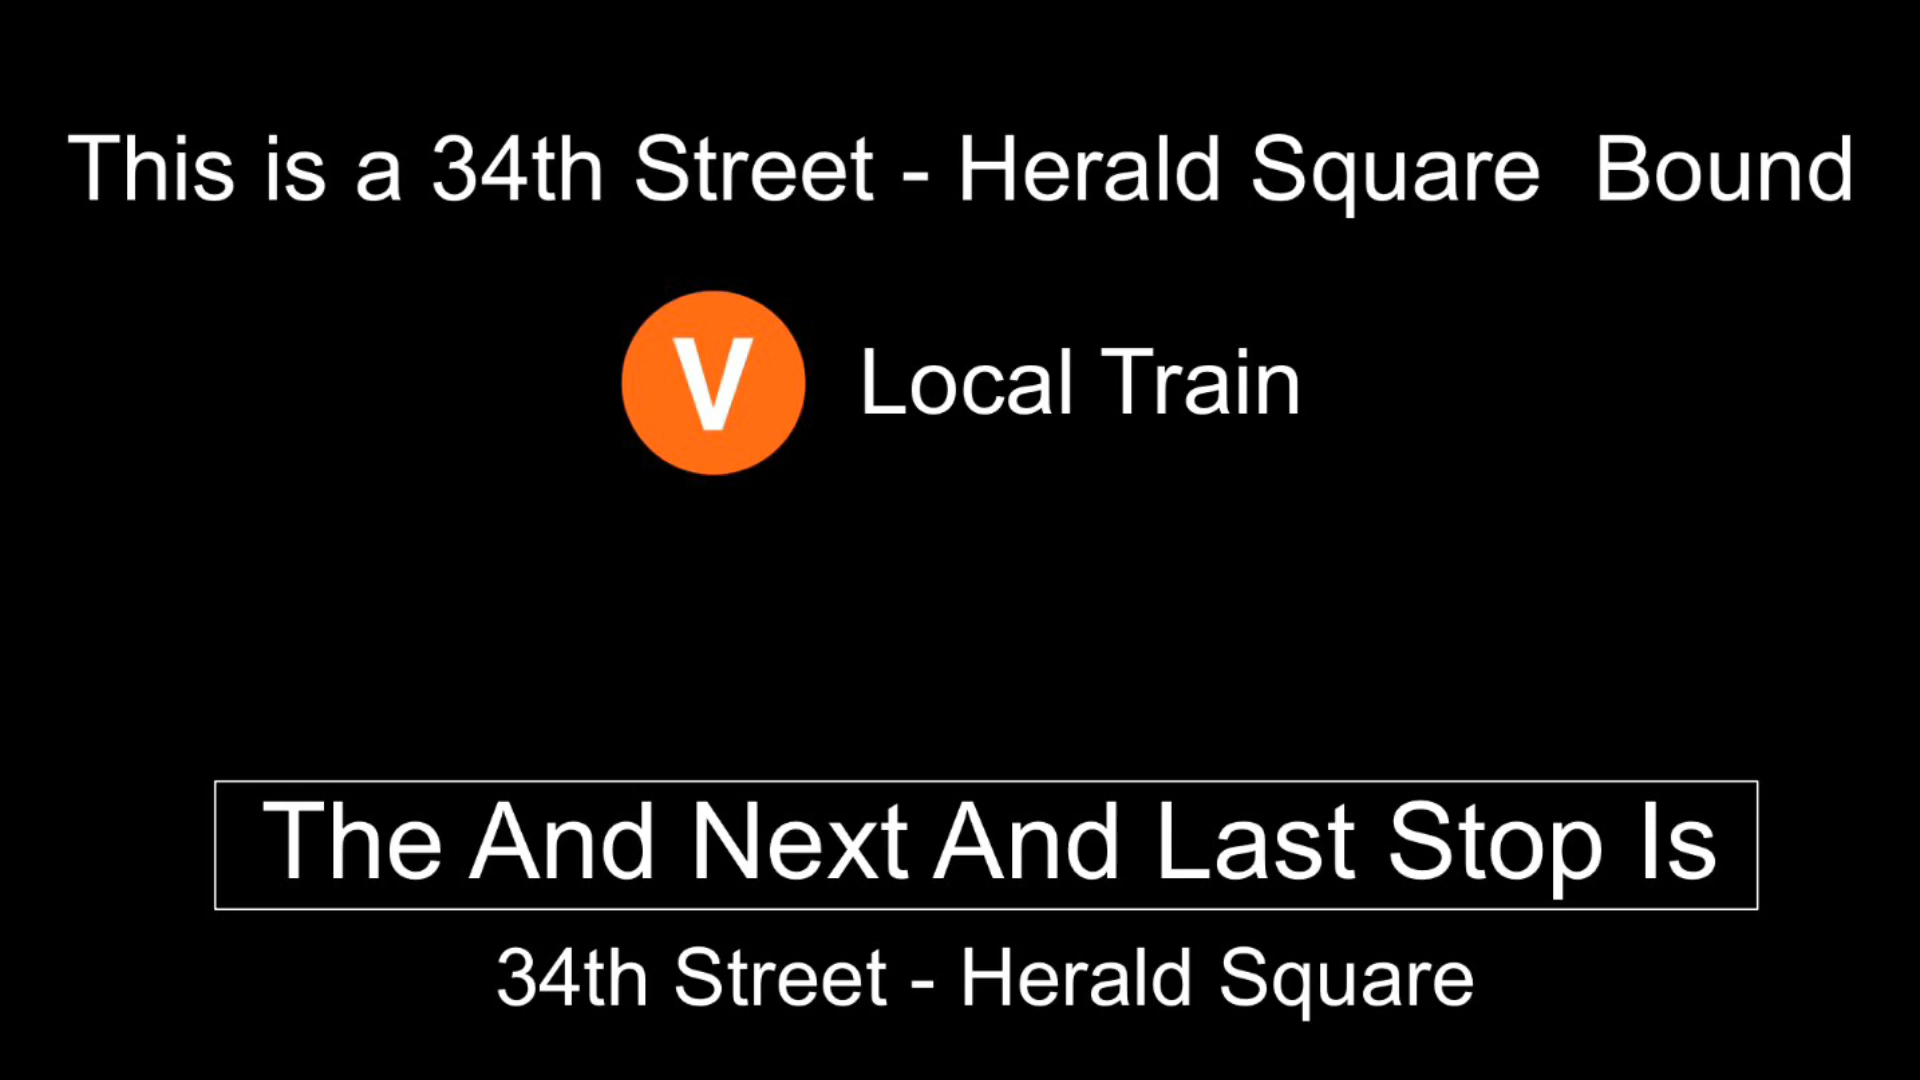 This is a 34th Street - Herald Square Bound
V Local Train
The And Next And Last Stop Is
34th Street - Herald Square